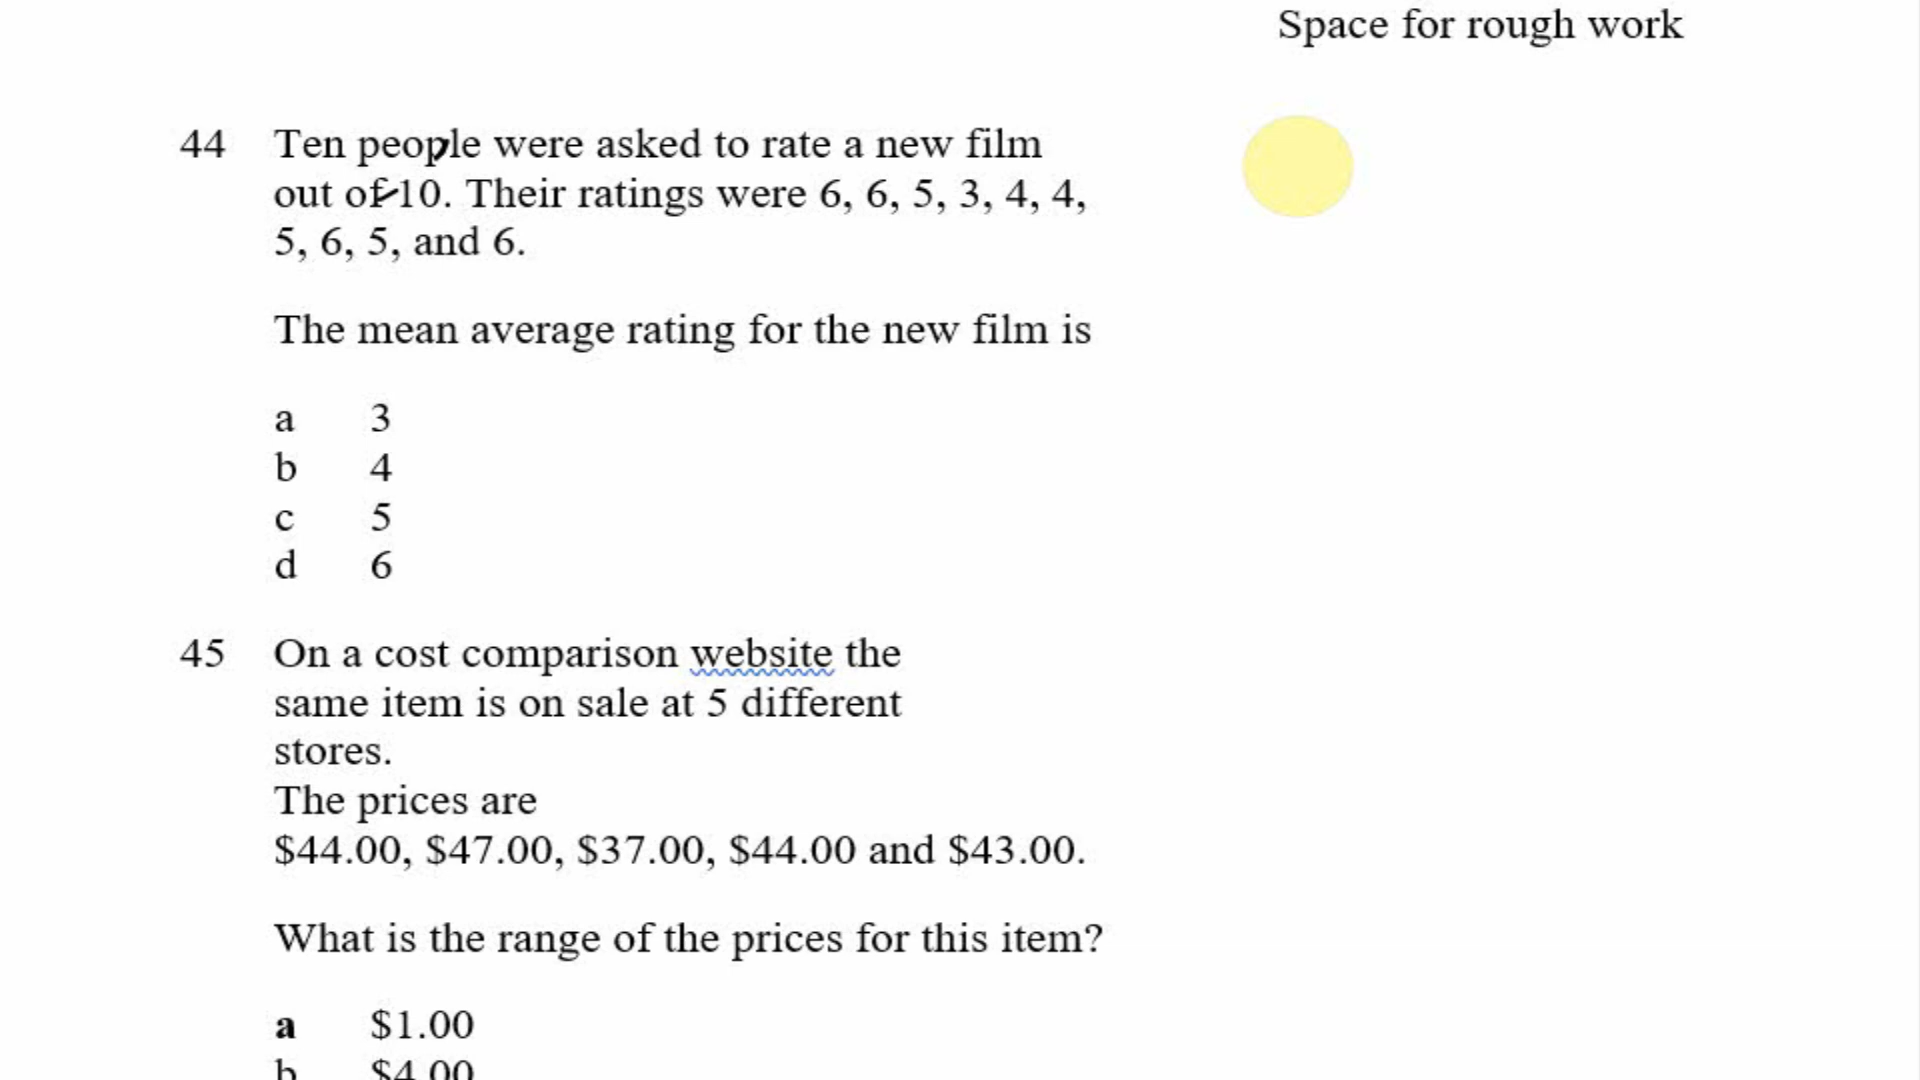 Space for rough work
44 Ten people were asked to rate a new film
out of 10. Their ratings were 6, 6, 5, 3, 4, 4,
5, 6, 5, and 6.
The mean average rating for the new film is
a 3
b 4
c 5
d 6
45 On a cost comparison website the
same item is on sale at 5 different
stores.
The prices are
$44.00, $47.00, $37.00, $44.00 and $43.00.
What is the range of the prices for this item?
a $1.00
b $4.00